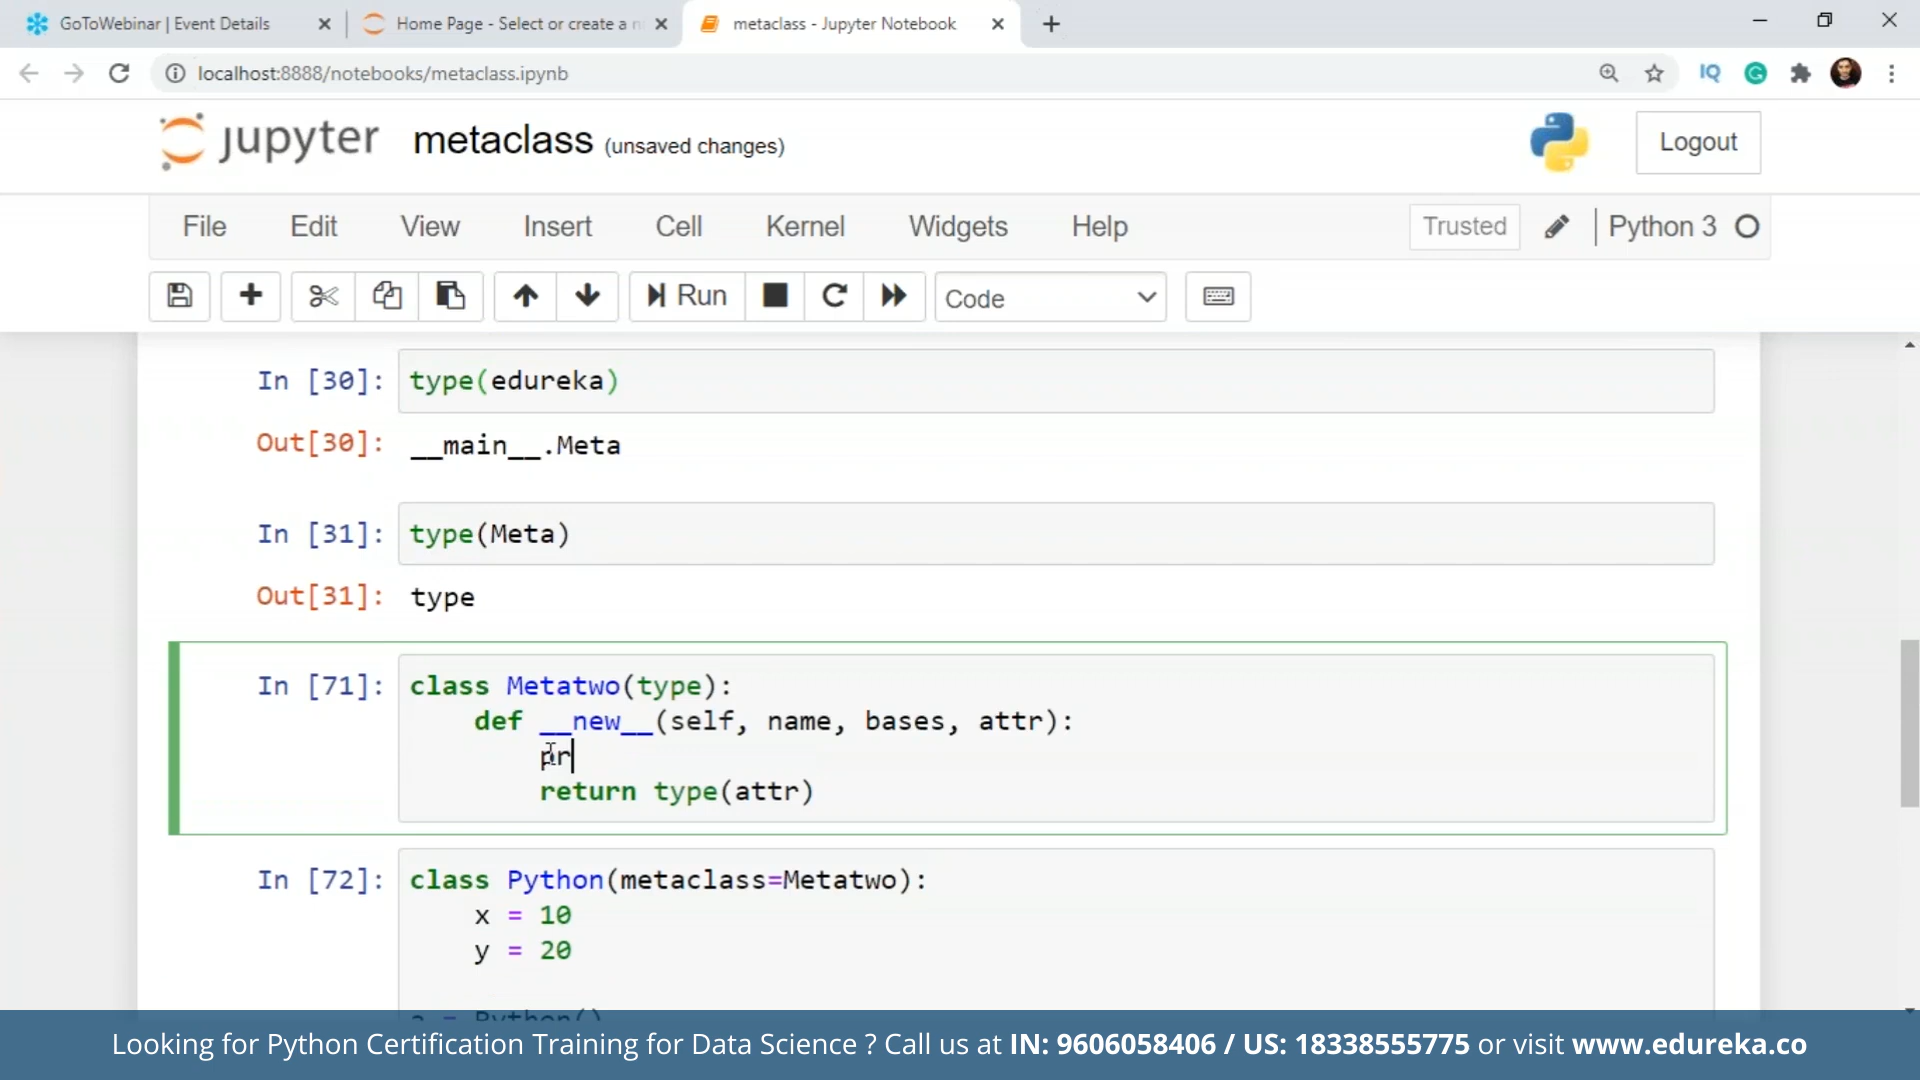 GoToWebinar | Event Details
Home Page - Select or create a n
metaclass - Jupyter Notebook
localhost:8888/notebooks/metaclass.ipynb
IQ
jupyter metaclass (unsaved changes)
Logout
File Edit View Insert Cell Kernel Widgets Help
Trusted
Python 3
Run
Code
In [30]: type(edureka)
Out[30]: __main__.Meta
In [31]: type(Meta)
Out[31]: type
In [71]: class Metatwo(type):
def __new__(self, name, bases, attr):
pr
return type(attr)
In [72]: class Python(metaclass=Metatwo):
x = 10
y = 20
a = Python()
Looking for Python Certification Training for Data Science ? Call us at IN: 9606058406 / US: 18338555775 or visit www.edureka.co